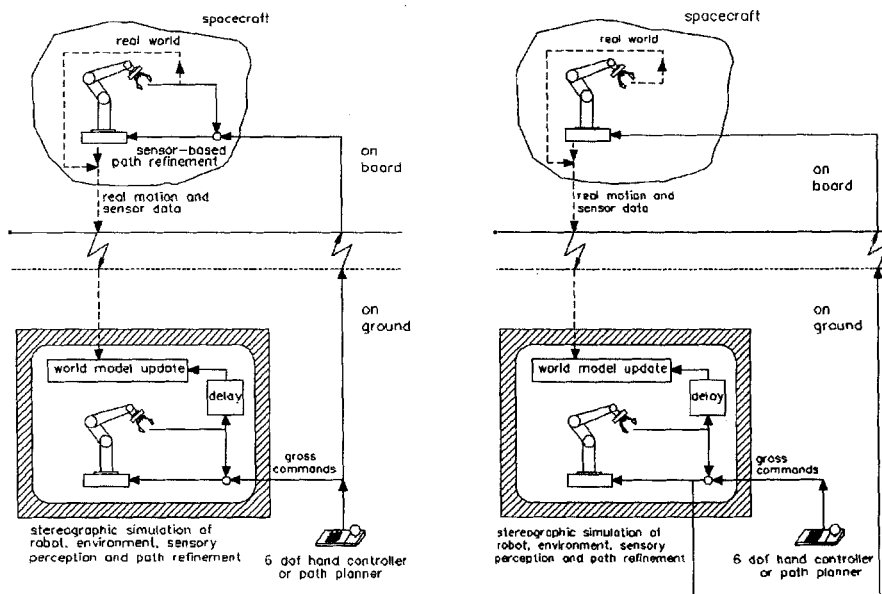 spacecraft
real world
sensor-based
path refinement
real motion and
sensor data
on
board
on
ground
world model update
delay
gross
commands
stereographic simulation of
robot, environment, sensory
perception and path refinement
6 dof hand controller
or path planner
spacecraft
real world
real motion and
sensor data
on
board
on
ground
world model update
delay
gross
commands
stereographic simulation of
robot, environment, sensory
perception and path refinement
6 dof hand controller
or path planner